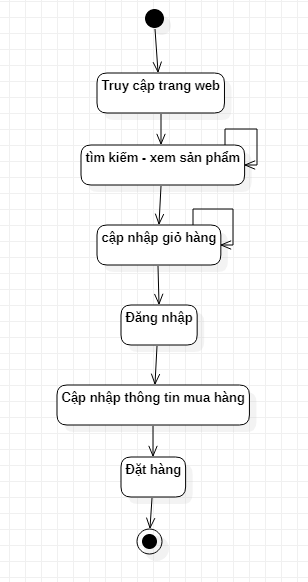 Truy cập trang web
tìm kiếm - xem sản phẩm
cập nhập giỏ hàng
Đăng nhập
Cập nhập thông tin mua hàng
Đặt hàng